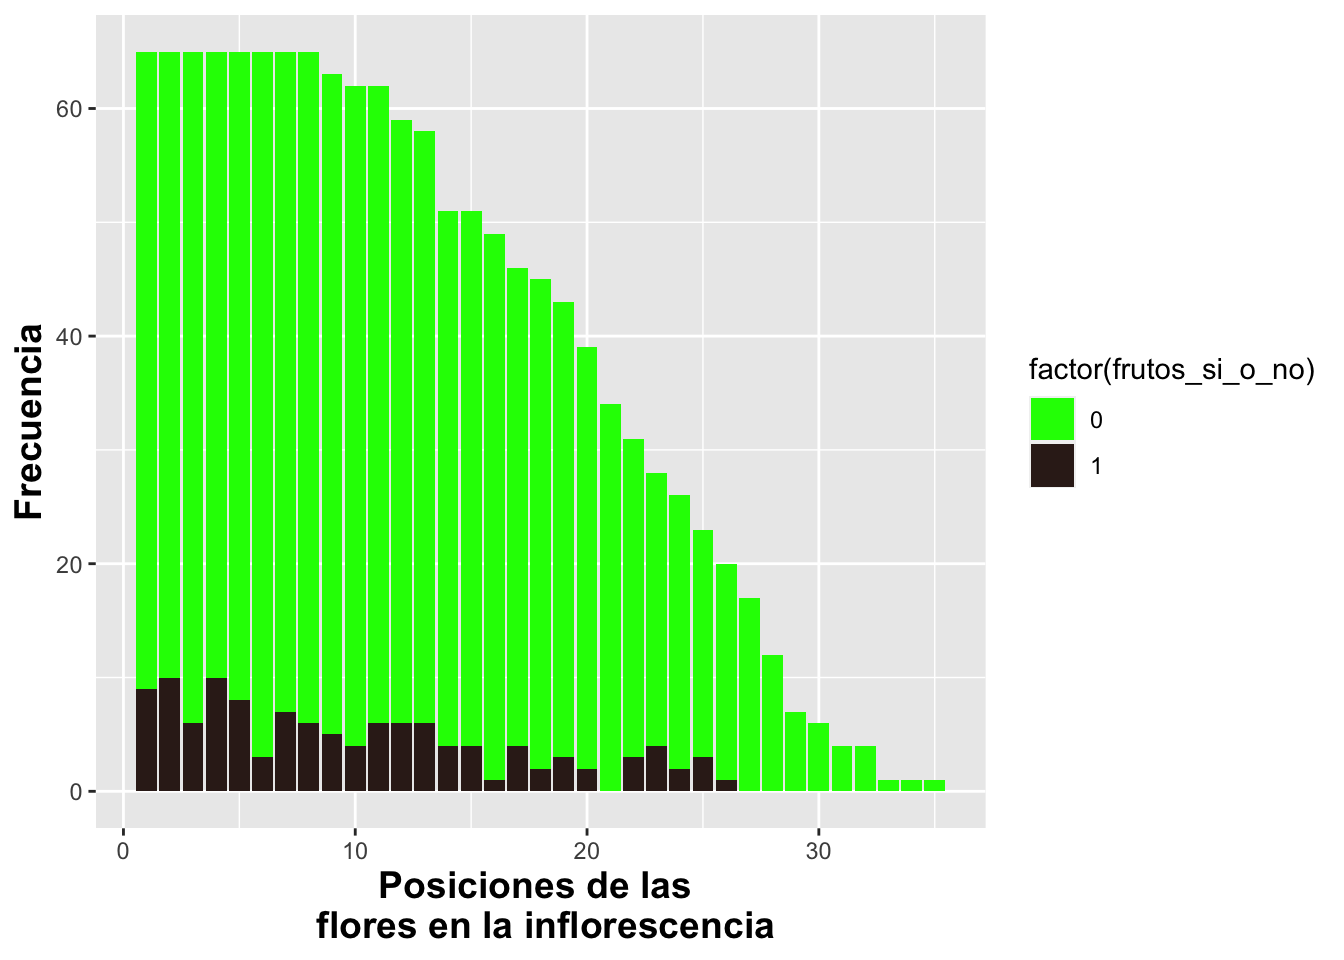 Frecuencia
60
40
20
0
0 10 20 30
Posiciones de las
flores en la inflorescencia
factor(frutos_si_o_no)
0
1